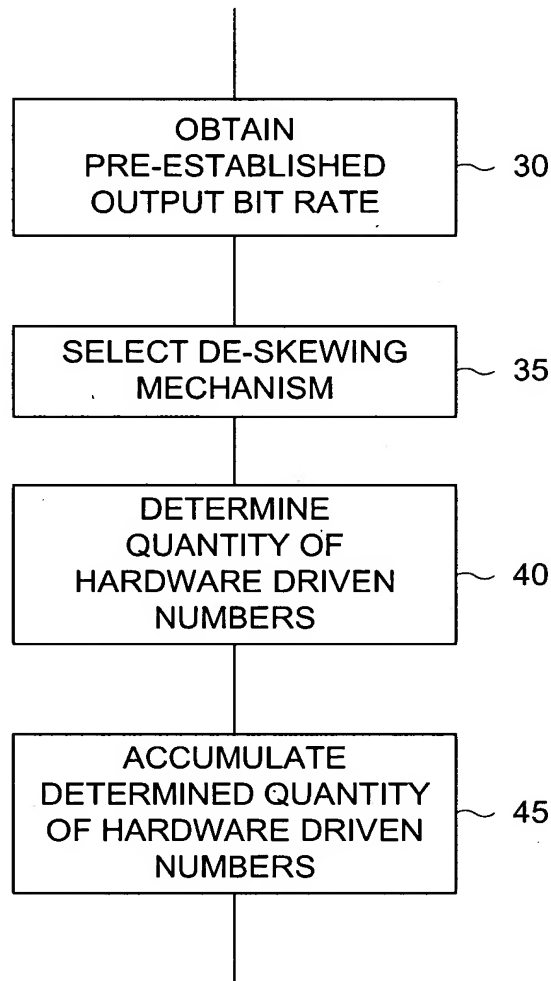 OBTAIN
PRE-ESTABLISHED
OUTPUT BIT RATE
30
SELECT DE-SKEWING
MECHANISM
35
DETERMINE
QUANTITY OF
HARDWARE DRIVEN
NUMBERS
40
ACCUMULATE
DETERMINED QUANTITY
OF HARDWARE DRIVEN
NUMBERS
45